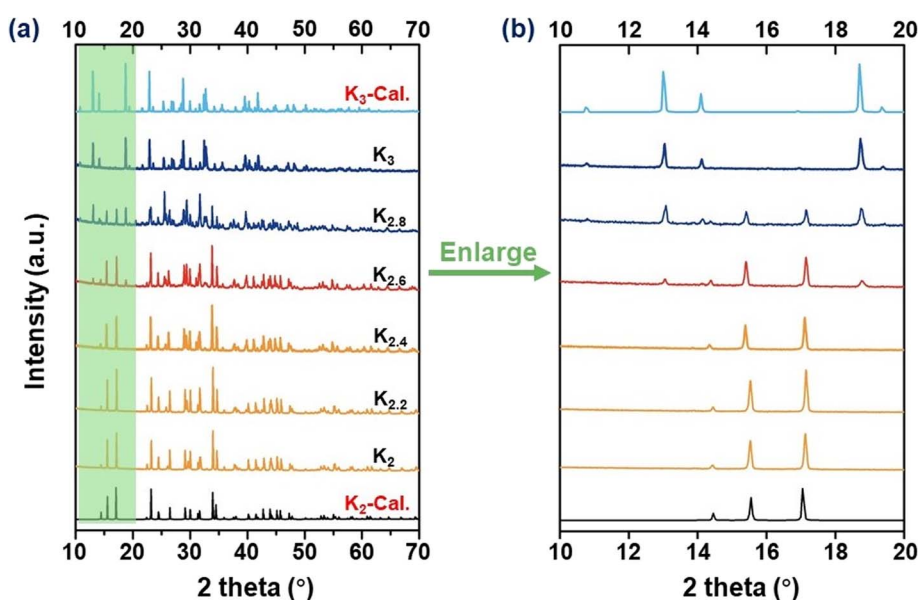 (a)
10 20 30 40 50 60 70
K3-Cal.
K3
K2.8
K2.6
K2.4
K2.2
K2
K2-Cal.
10 20 30 40 50 60 70
2 theta (°)
Intensity (a.u.)
Enlarge
(b)
10 12 14 16 18 20
10 12 14 16 18 20
2 theta (°)